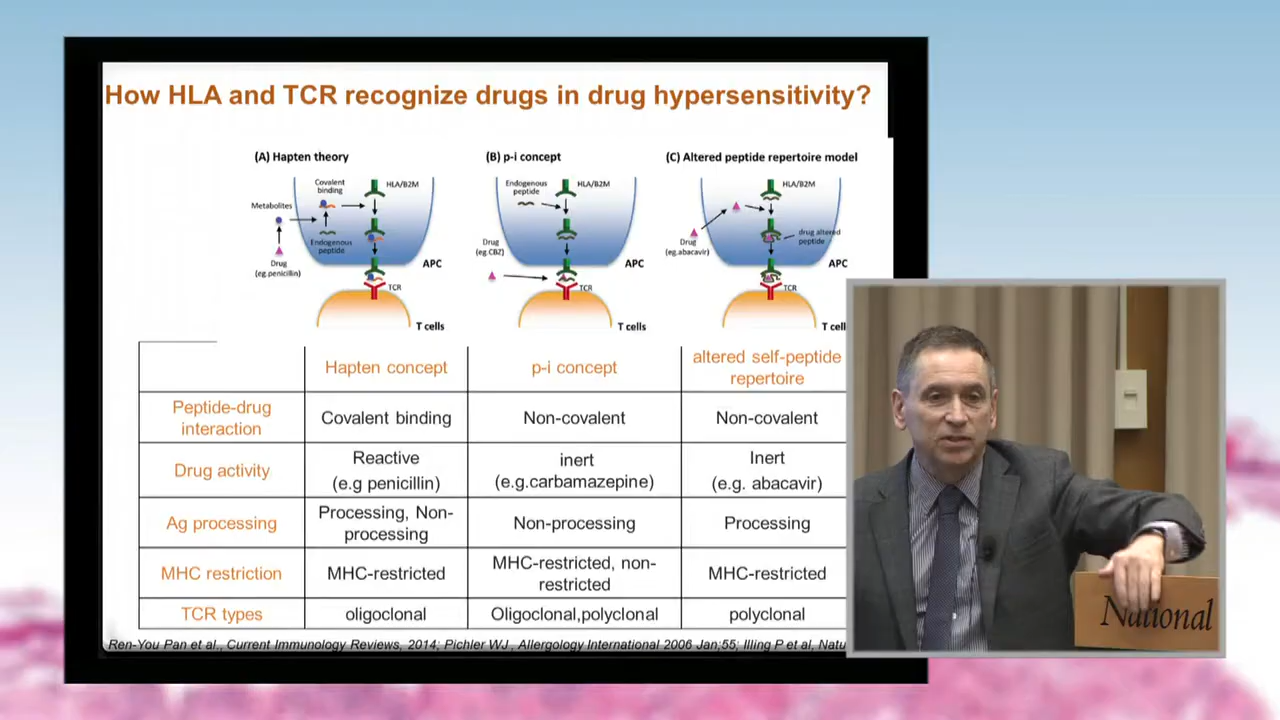 How HLA and TCR recognize drugs in drug hypersensitivity?
(A) Hapten theory
(B) p-i concept
(C) Altered peptide repertoire model
Covalent
binding
HLA/B2M
Metabolites
Endogenous
peptide
Drug
(eg.penicillin)
APC
TCR
T cells
Endogenous
peptide
HLA/B2M
Drug
(eg.CBZ)
APC
TCR
T cells
HLA/B2M
drug altered
peptide
Drug
(eg.abacavir)
APC
TCR
T cell
Hapten concept
p-i concept
altered self-peptide
repertoire
Peptide-drug
interaction
Covalent binding
Non-covalent
Non-covalent
Drug activity
Reactive
(e.g penicillin)
inert
(e.g.carbamazepine)
Inert
(e.g. abacavir)
Ag processing
Processing, Non-
processing
Non-processing
Processing
MHC restriction
MHC-restricted
MHC-restricted, non-
restricted
MHC-restricted
TCR types
oligoclonal
Oligoclonal,polyclonal
polyclonal
Ren-You Pan et al., Current Immunology Reviews, 2014; Pichler WJ , Allergology International 2006 Jan;55; Illing P et al, Natu
National